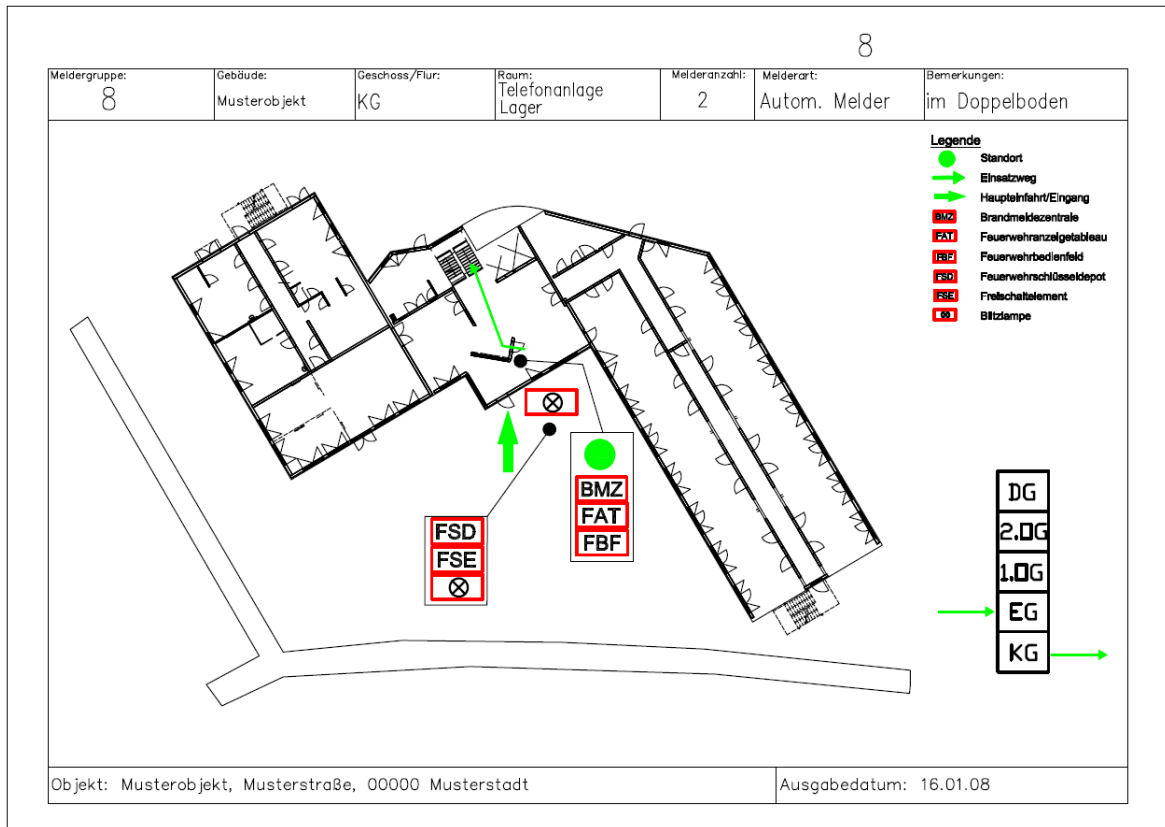 8
Meldergruppe:
8
Gebäude:
Musterobjekt
Geschoss/Flur:
KG
Raum:
Telefonanlage
Lager
Melderanzahl:
2
Melderart:
Autom. Melder
Bemerkungen:
im Doppelboden
Legende
Standort
Einsatzweg
Haupteinfahrt/Eingang
BMZ Brandmeldezentrale
FAT Feuerwehranzeigetableau
FBF Feuerwehrbedienfeld
FSD Feuerwehrschlüsseldepot
FSE Freischaltelement
Blitzlampe
BMZ
FAT
FBF
FSD
FSE
DG
2.OG
1.OG
EG
KG
Objekt: Musterobjekt, Musterstraße, 00000 Musterstadt
Ausgabedatum: 16.01.08